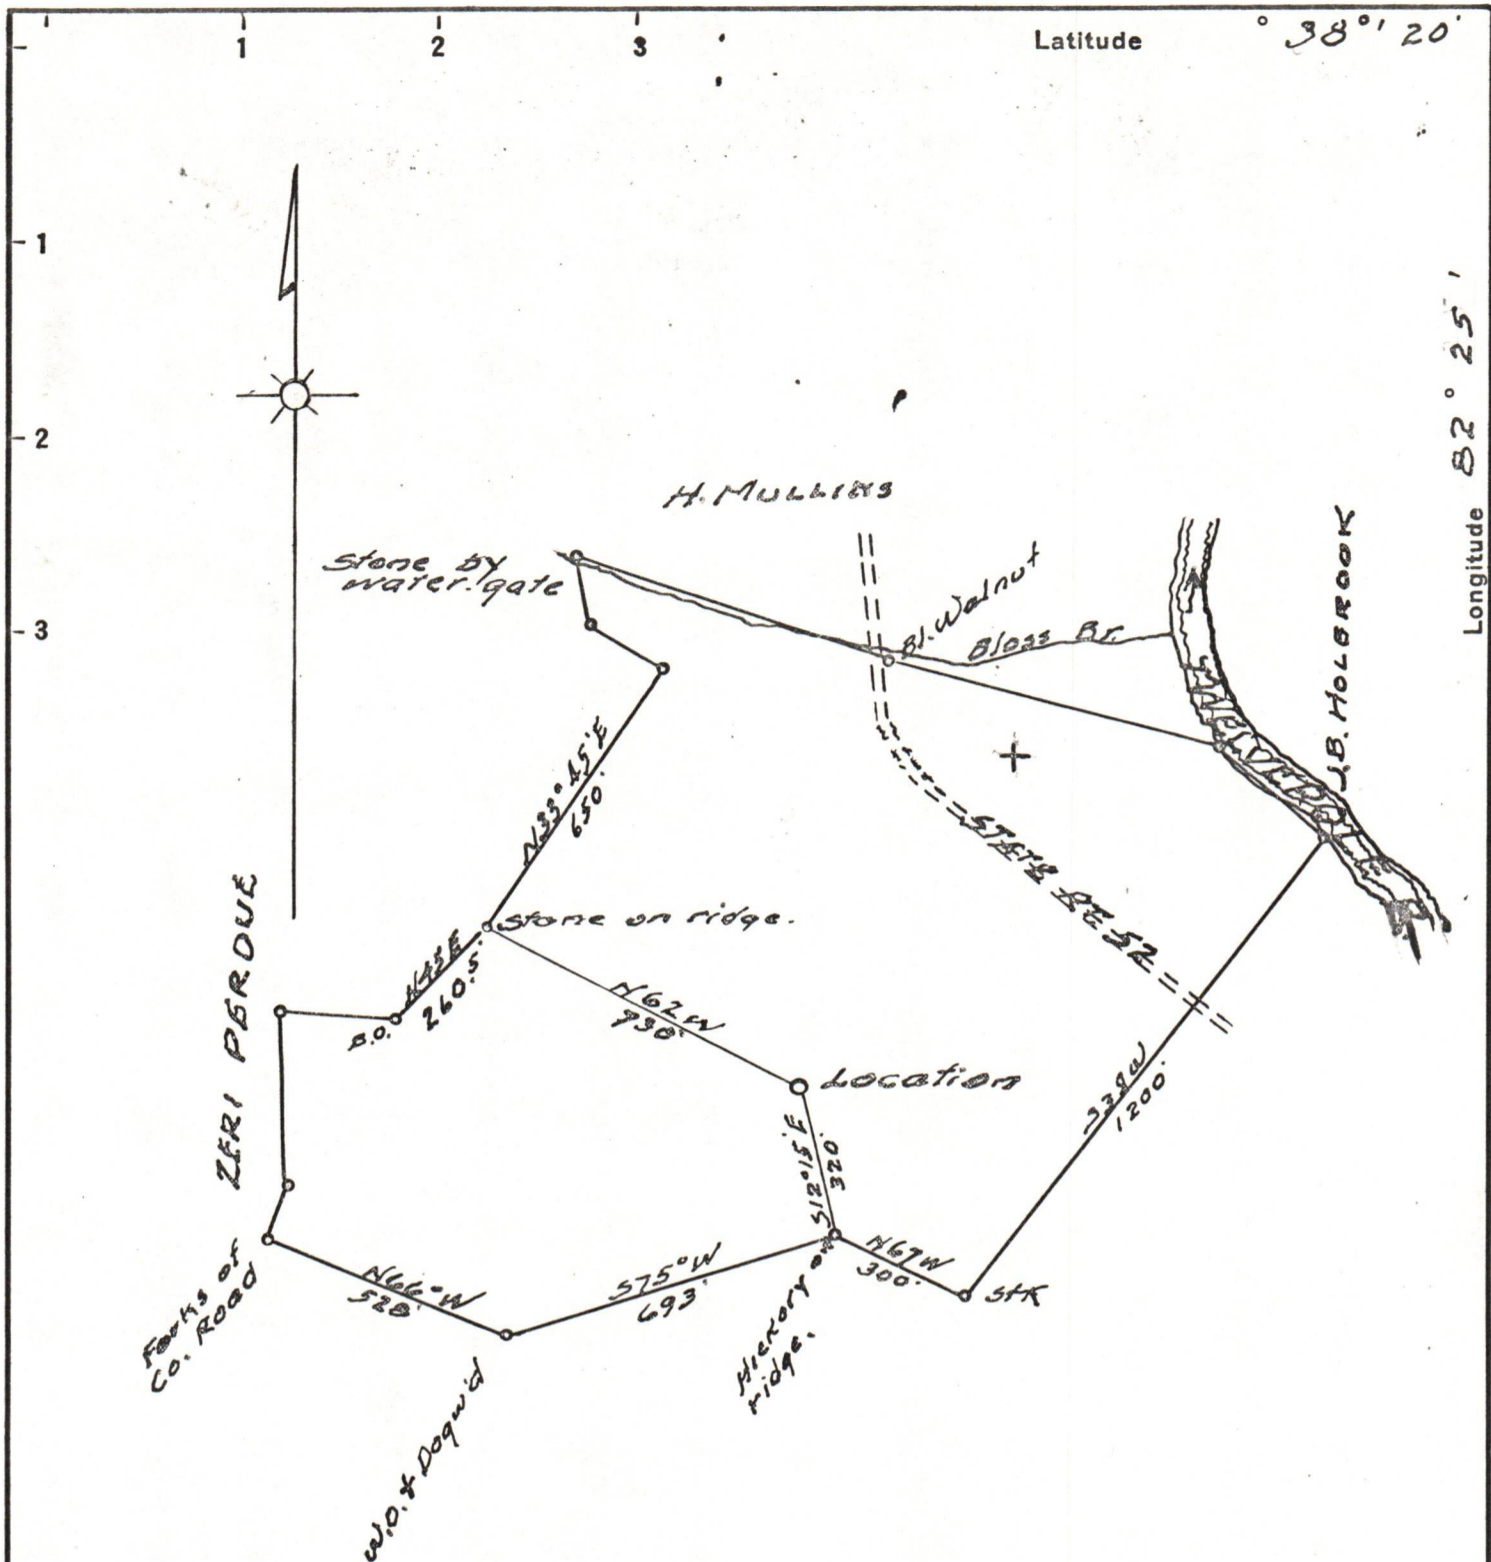 1 2 3 Latitude ° 38°' 20'
1
2
3
Longitude 82° 25'
H. MULLINS
Stone by
water gate
Bl. Walnut
Bloss Br.
J.B. HOLBROOK
TWELVEPOLE
N33°45'E
650'
STATE RT. 52
Stone on ridge.
ZERI PERDUE
N45E
260.5'
B.O.
N62W
Location
S12°15'E
320'
1200'
Forks of
Co. Road
N66°W
528'
S75°W
693'
N67W
300'
Stk
Hickory on
ridge.
W.O. & Dogw'd